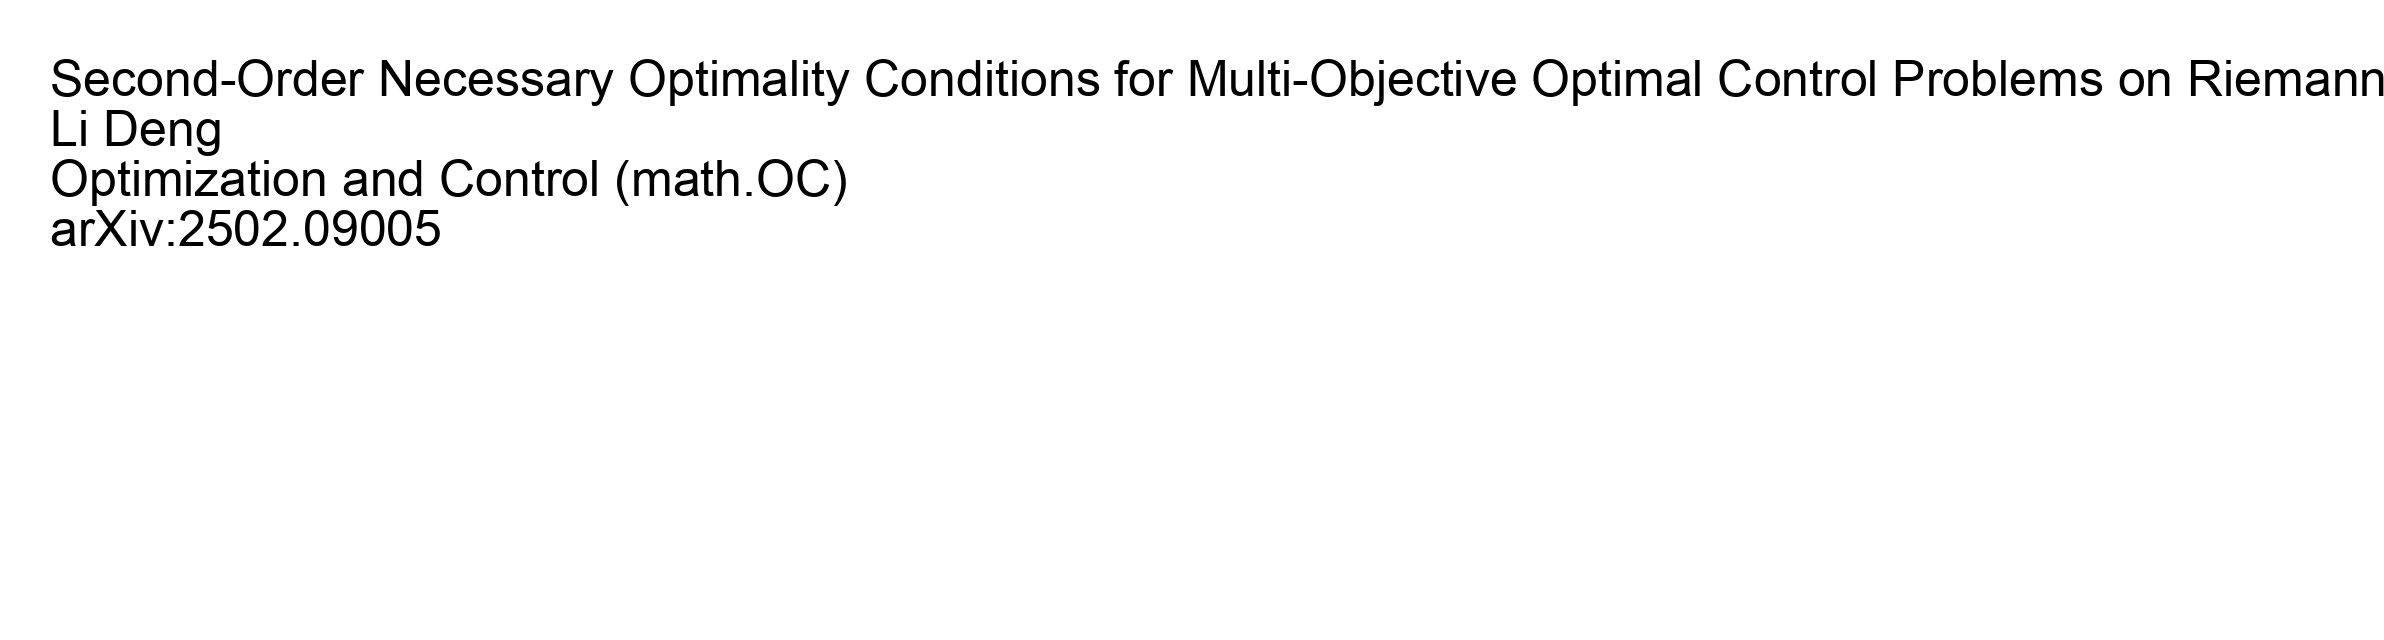 Second-Order Necessary Optimality Conditions for Multi-Objective Optimal Control Problems on Riemann
Li Deng
Optimization and Control (math.OC)
arXiv:2502.09005